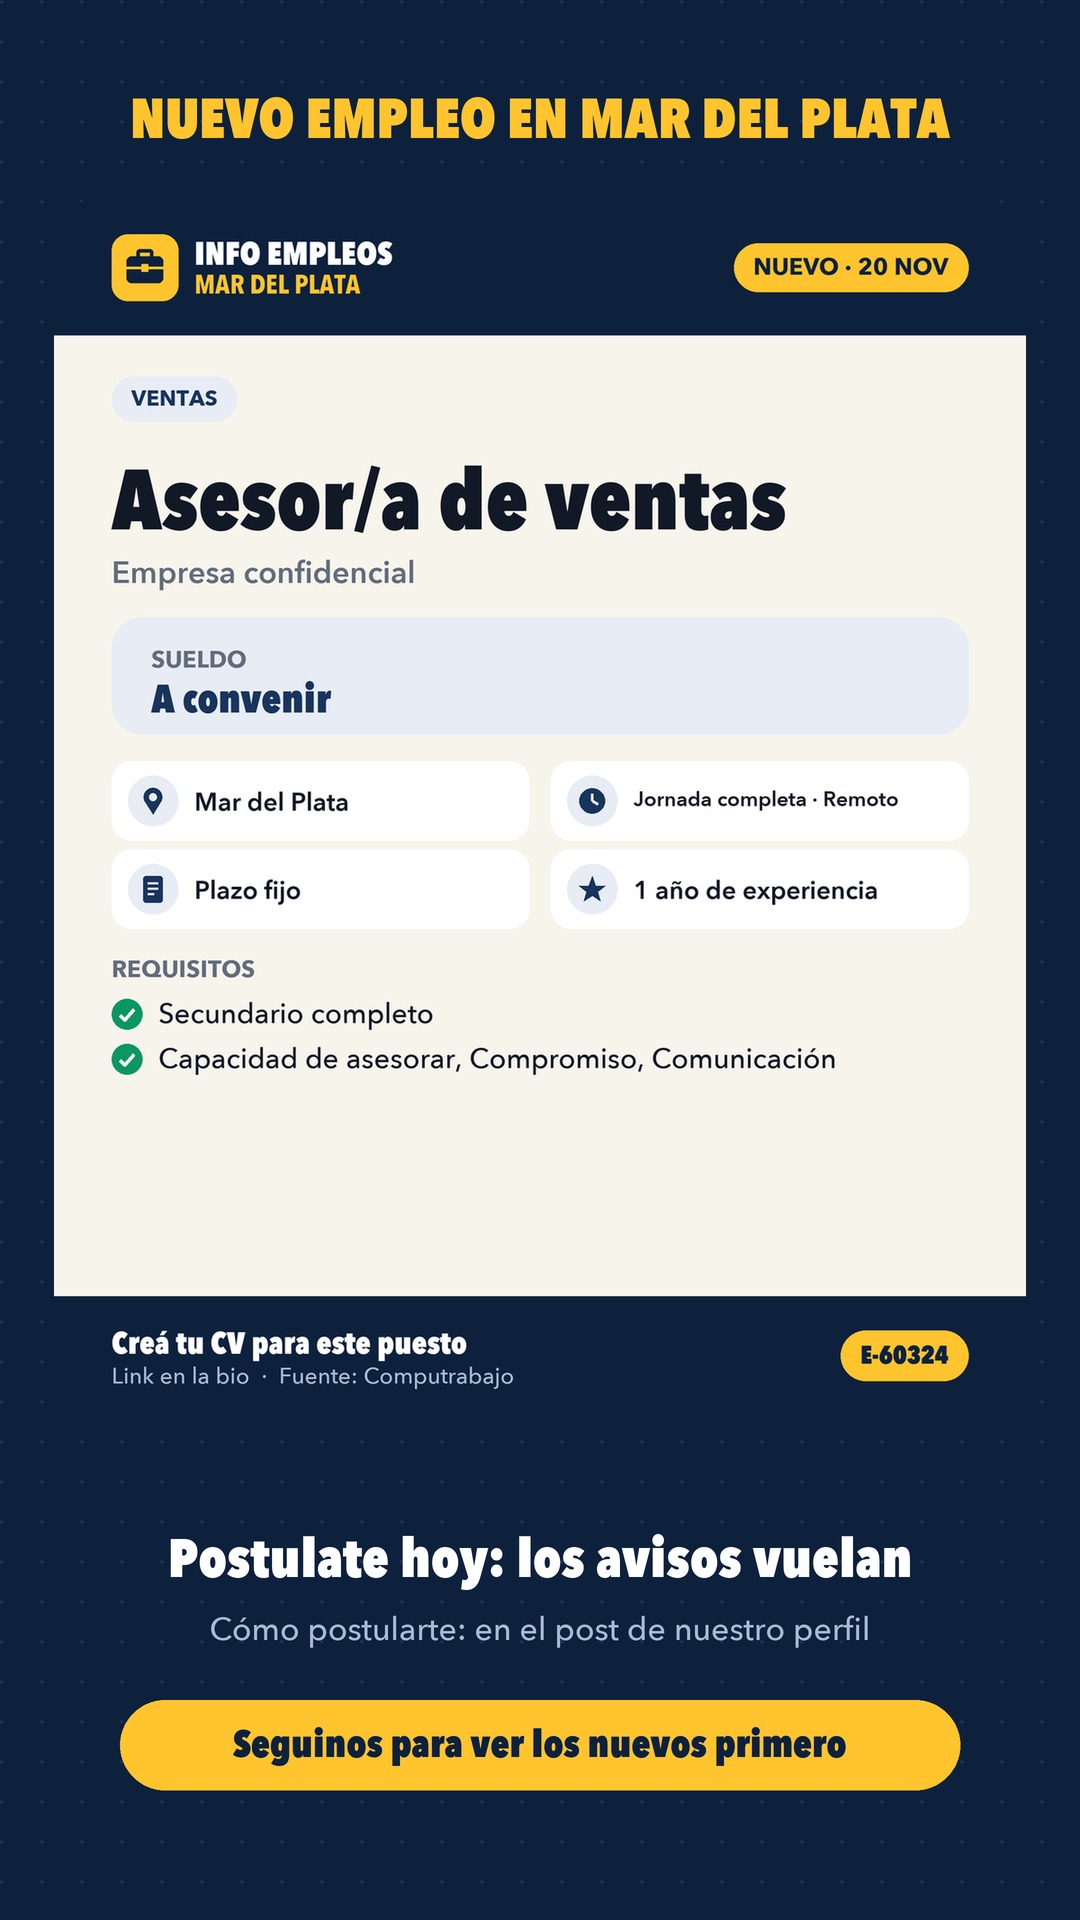 NUEVO EMPLEO EN MAR DEL PLATA
INFO EMPLEOS
MAR DEL PLATA
NUEVO · 20 NOV
VENTAS
Asesor/a de ventas
Empresa confidencial
SUELDO
A convenir
Mar del Plata
Jornada completa · Remoto
Plazo fijo
1 año de experiencia
REQUISITOS
Secundario completo
Capacidad de asesorar, Compromiso, Comunicación
Creá tu CV para este puesto
Link en la bio · Fuente: Computrabajo
E-60324
Postulate hoy: los avisos vuelan
Cómo postularte: en el post de nuestro perfil
Seguinos para ver los nuevos primero